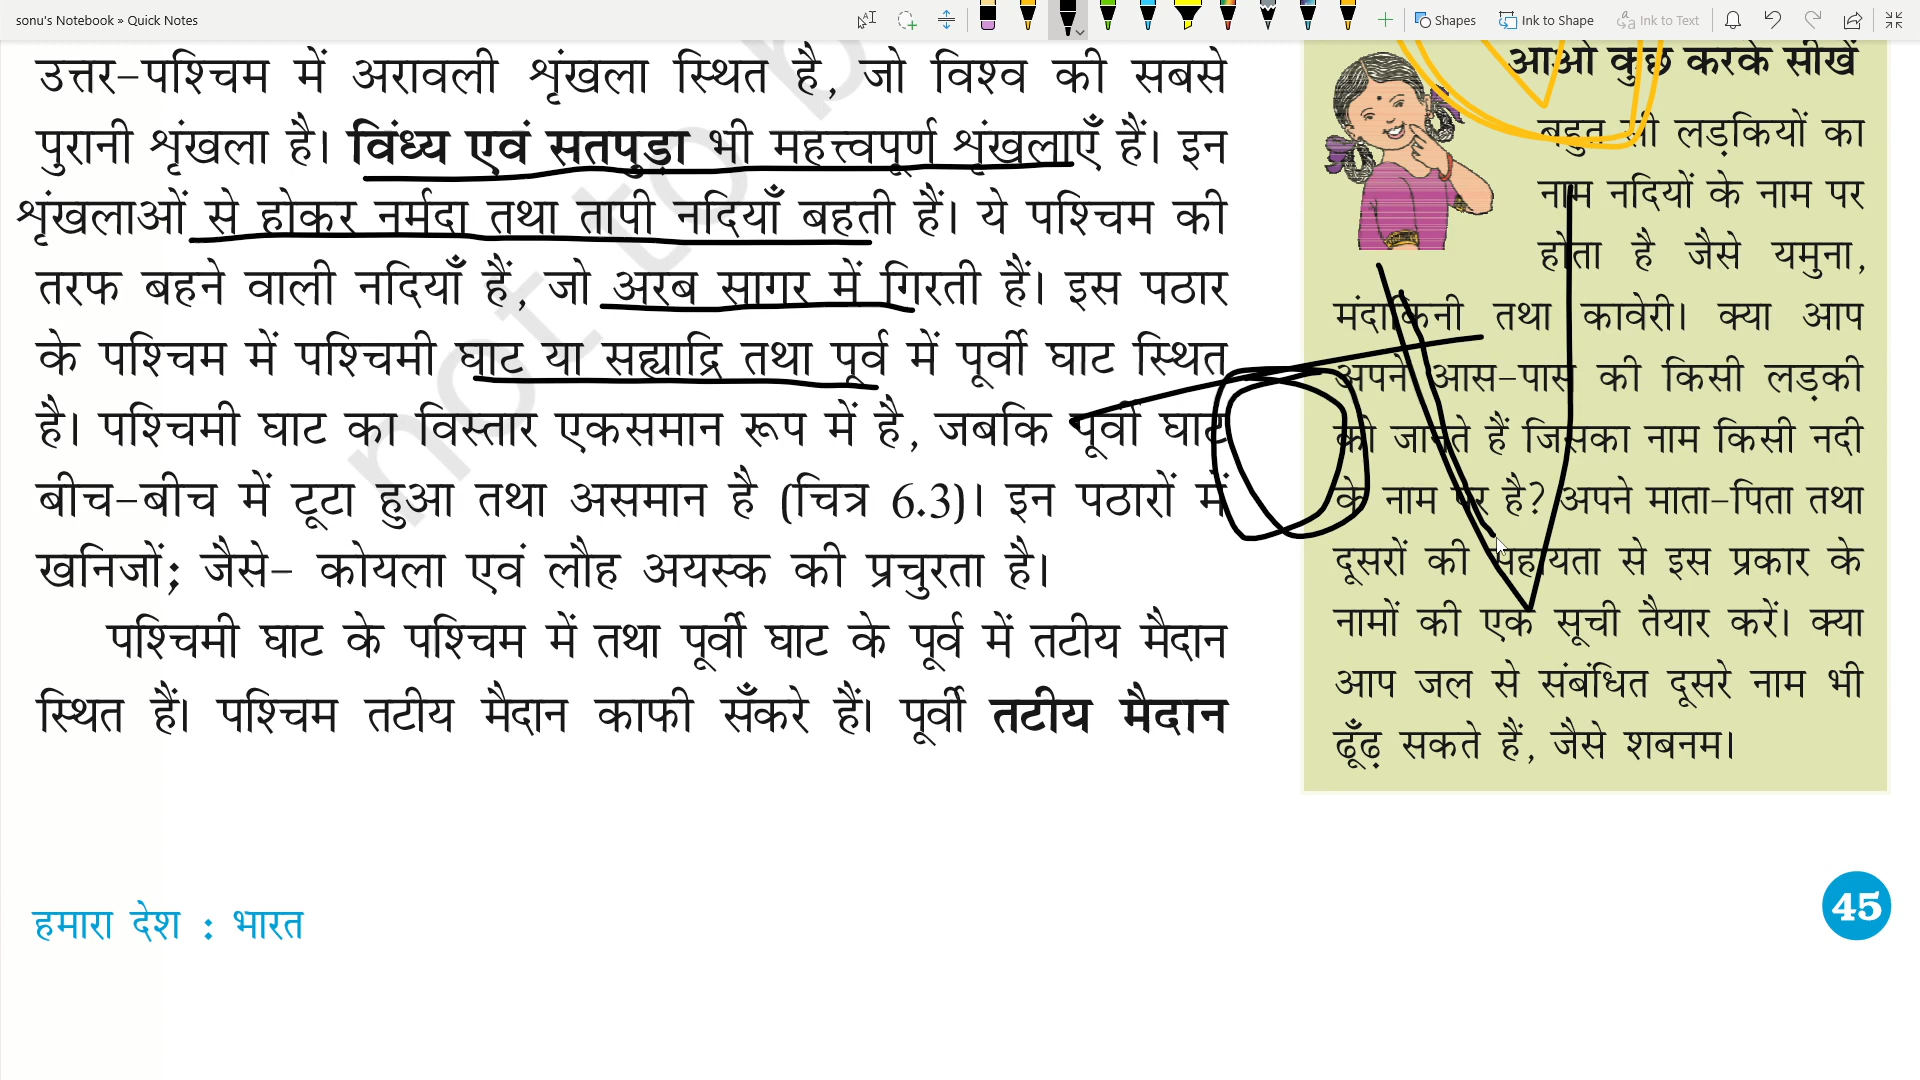 sonu's Notebook » Quick Notes
Shapes
Ink to Shape
Ink to Text
उत्तर–पश्चिम में अरावली शृंखला स्थित है, जो विश्व की सबसे
पुरानी शृंखला है। विंध्य एवं सतपुड़ा भी महत्त्वपूर्ण शृंखलाएँ हैं। इन
शृंखलाओं से होकर नर्मदा तथा तापी नदियाँ बहती हैं। ये पश्चिम की
तरफ बहने वाली नदियाँ हैं, जो अरब सागर में गिरती हैं। इस पठार
के पश्चिम में पश्चिमी घाट या सह्याद्रि तथा पूर्व में पूर्वी घाट स्थित
है। पश्चिमी घाट का विस्तार एकसमान रूप में है, जबकि पूर्वी घाट
बीच–बीच में टूटा हुआ तथा असमान है (चित्र 6.3)। इन पठारों में
खनिजों; जैसे– कोयला एवं लौह अयस्क की प्रचुरता है।
पश्चिमी घाट के पश्चिम में तथा पूर्वी घाट के पूर्व में तटीय मैदान
स्थित हैं। पश्चिम तटीय मैदान काफी सँकरे हैं। पूर्वी तटीय मैदान
not to b
आओ कुछ करके सीखें
बहुत सी लड़कियों का
नाम नदियों के नाम पर
होता है जैसे यमुना,
मंदाकिनी तथा कावेरी। क्या आप
अपने आस–पास की किसी लड़की
को जानते हैं जिसका नाम किसी नदी
के नाम पर है? अपने माता–पिता तथा
दूसरों की सहायता से इस प्रकार के
नामों की एक सूची तैयार करें। क्या
आप जल से संबंधित दूसरे नाम भी
ढूँढ़ सकते हैं, जैसे शबनम।
हमारा देश : भारत
45